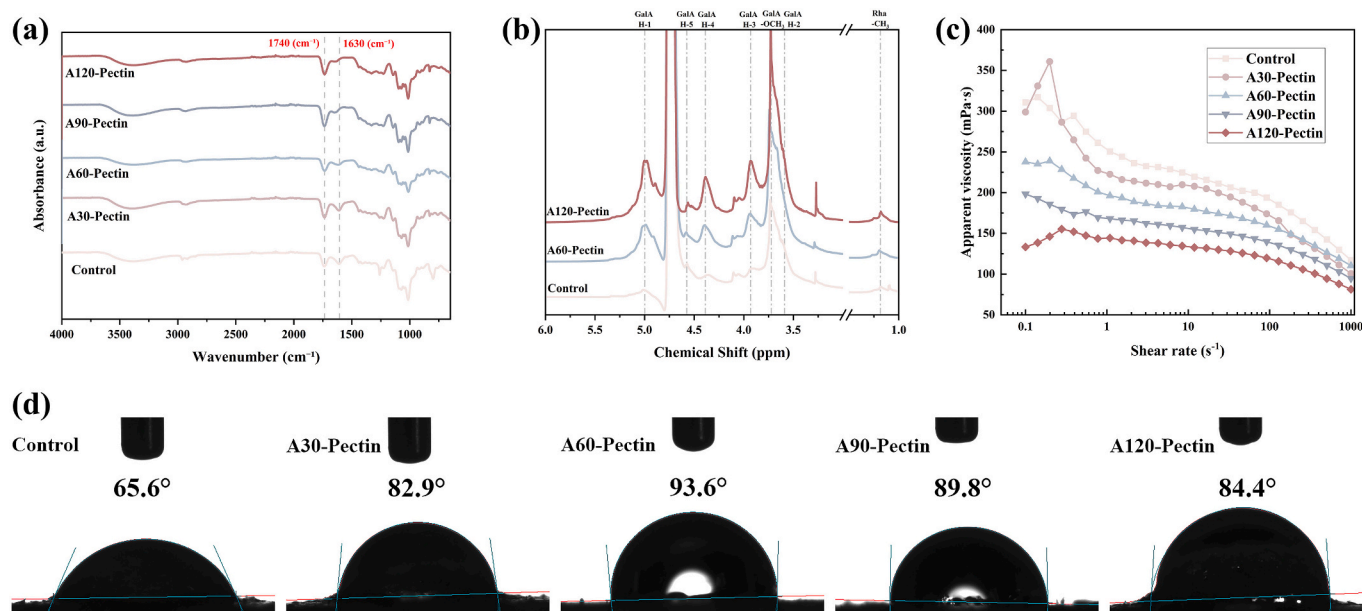 (a)
1740 (cm⁻¹)
1630 (cm⁻¹)
A120-Pectin
A90-Pectin
A60-Pectin
A30-Pectin
Control
Absorbance (a.u.)
4000 3500 3000 2500 2000 1500 1000
Wavenumber (cm⁻¹)
(b)
GalA GalA GalA GalA GalA GalA Rha
H-1 H-5 H-4 H-3 -OCH₃ H-2 -CH₃
A120-Pectin
A60-Pectin
Control
6.0 5.5 5.0 4.5 4.0 3.5 1.0
Chemical Shift (ppm)
(c)
Control
A30-Pectin
A60-Pectin
A90-Pectin
A120-Pectin
Apparent viscosity (mPa·s)
400
350
300
250
200
150
100
50
0.1 1 10 100 1000
Shear rate (s⁻¹)
(d)
Control A30-Pectin A60-Pectin A90-Pectin A120-Pectin
65.6° 82.9° 93.6° 89.8° 84.4°